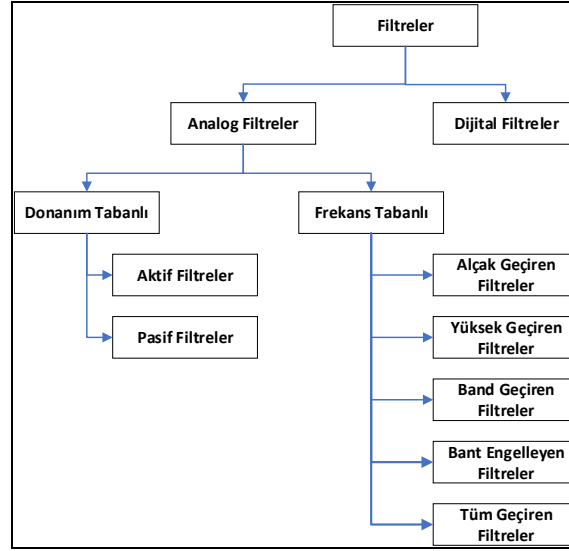 Filtreler
Analog Filtreler
Dijital Filtreler
Donanım Tabanlı
Frekans Tabanlı
Aktif Filtreler
Pasif Filtreler
Alçak Geçiren
Filtreler
Yüksek Geçiren
Filtreler
Band Geçiren
Filtreler
Bant Engelleyen
Filtreler
Tüm Geçiren
Filtreler